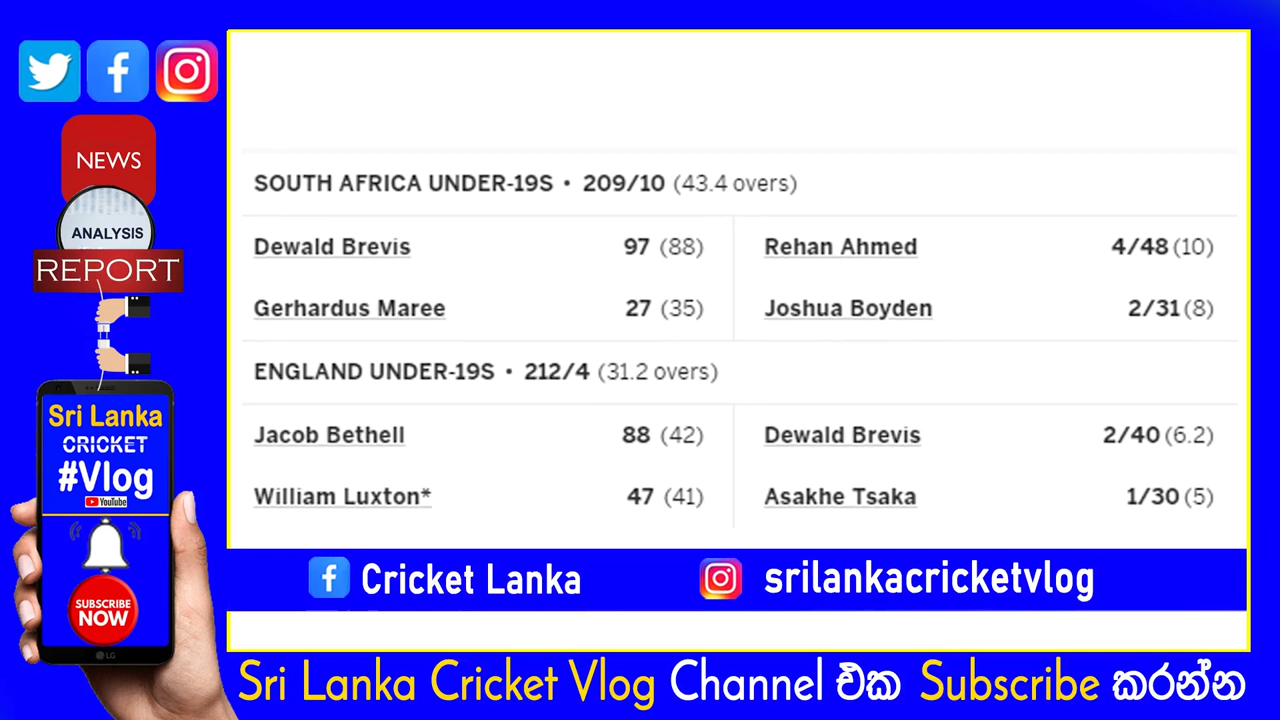 NEWS
ANALYSIS
REPORT
Sri Lanka
CRICKET
#Vlog
YouTube
SUBSCRIBE
NOW
LG
SOUTH AFRICA UNDER-19S • 209/10 (43.4 overs)
Dewald Brevis 97 (88) Rehan Ahmed 4/48 (10)
Gerhardus Maree 27 (35) Joshua Boyden 2/31 (8)
ENGLAND UNDER-19S • 212/4 (31.2 overs)
Jacob Bethell 88 (42) Dewald Brevis 2/40 (6.2)
William Luxton* 47 (41) Asakhe Tsaka 1/30 (5)
Cricket Lanka srilankacricketvlog
Sri Lanka Cricket Vlog Channel එක Subscribe කරන්න